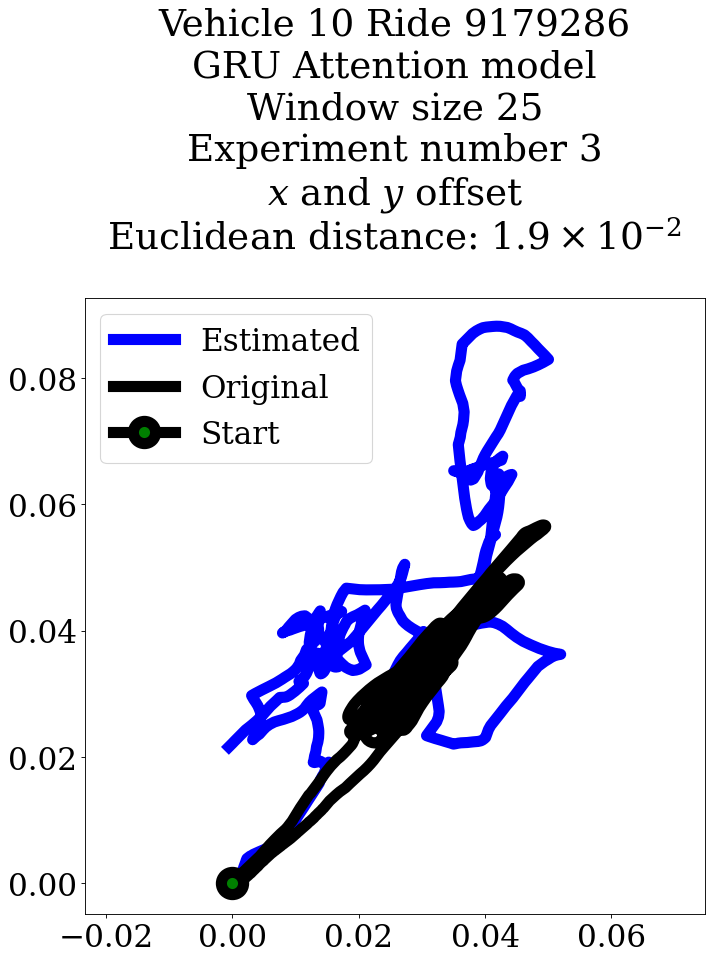 Vehicle 10 Ride 9179286
GRU Attention model
Window size 25
Experiment number 3
x and y offset
Euclidean distance: 1.9 × 10⁻²
Estimated
Original
Start
0.08
0.06
0.04
0.02
0.00
−0.02 0.00 0.02 0.04 0.06